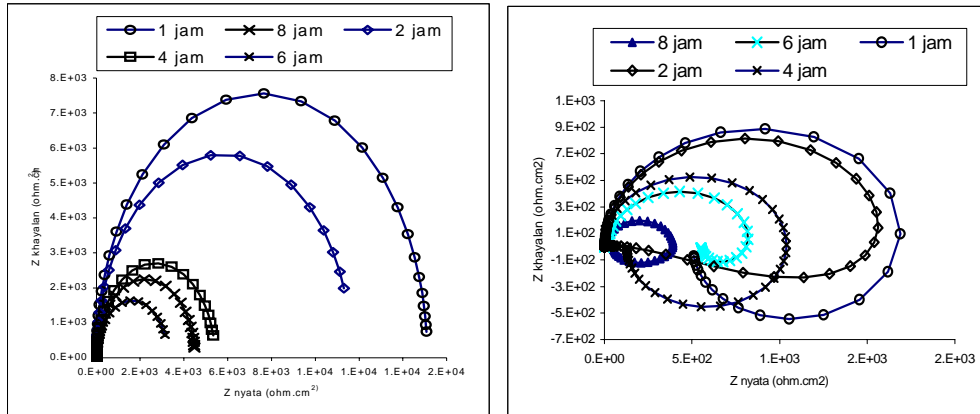 1 jam 8 jam 2 jam
4 jam 6 jam
Z khayalan (ohm.cm²)
8.E+03
7.E+03
6.E+03
5.E+03
4.E+03
3.E+03
2.E+03
1.E+03
0.E+00
0.E+00 2.E+03 4.E+03 6.E+03 8.E+03 1.E+04 1.E+04 1.E+04 2.E+04
Z nyata (ohm.cm²)
8 jam 6 jam 1 jam
2 jam 4 jam
Z khayalan (ohm.cm2)
1.E+03
9.E+02
7.E+02
5.E+02
3.E+02
1.E+02
-1.E+02
-3.E+02
-5.E+02
-7.E+02
0.E+00 5.E+02 1.E+03 2.E+03 2.E+03
Z nyata (ohm.cm2)